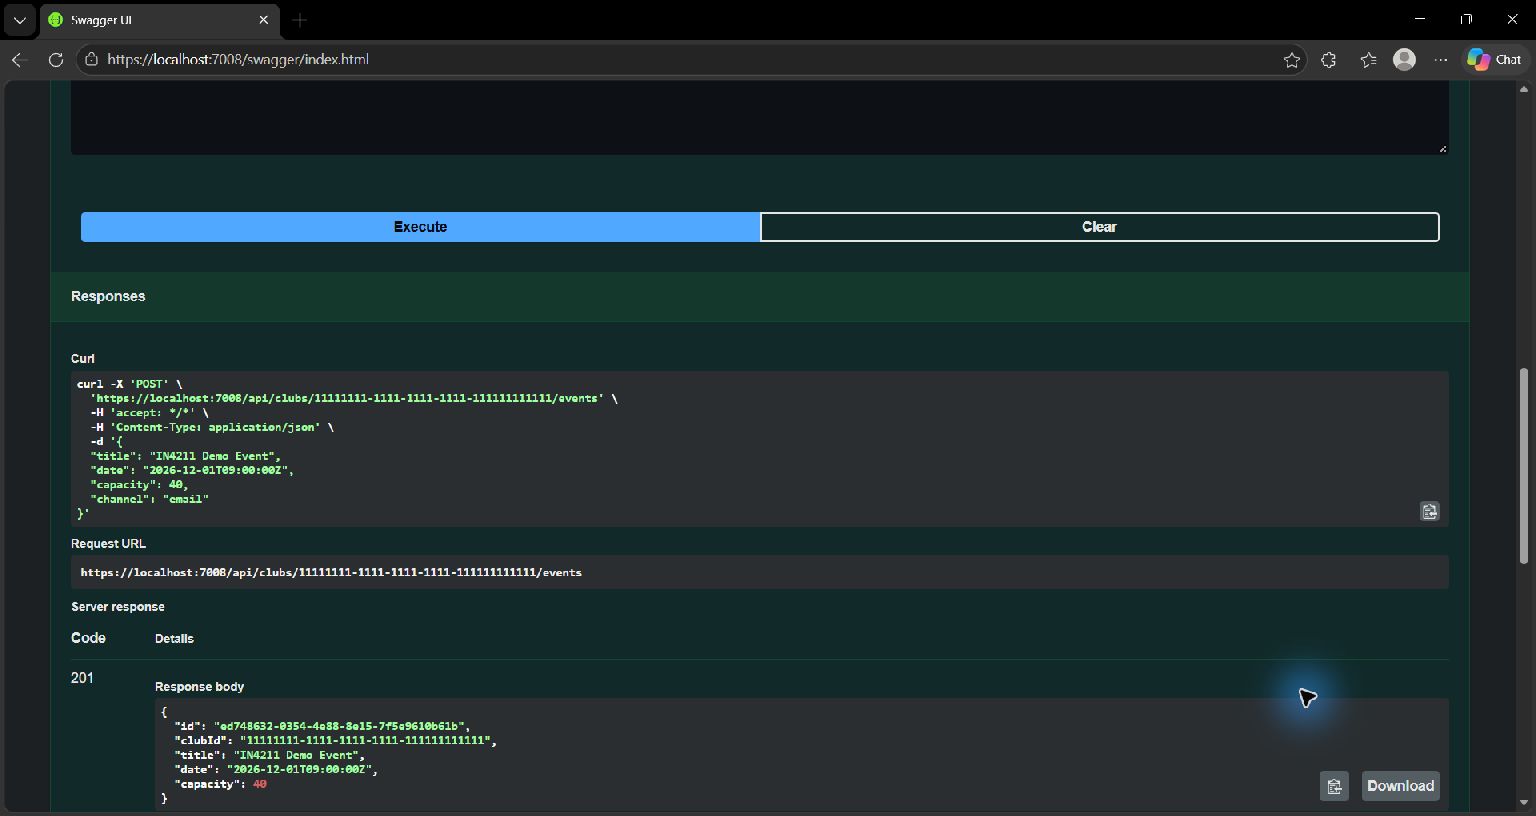 Swagger UI
https://localhost:7008/swagger/index.html
Chat
Execute
Clear
Responses
Curl
curl -X 'POST' \
'https://localhost:7008/api/clubs/11111111-1111-1111-1111-111111111111/events' \
-H 'accept: */*' \
-H 'Content-Type: application/json' \
-d '{
"title": "IN4211 Demo Event",
"date": "2026-12-01T09:00:00Z",
"capacity": 40,
"channel": "email"
}'
Request URL
https://localhost:7008/api/clubs/11111111-1111-1111-1111-111111111111/events
Server response
Code
Details
201
Response body
{
"id": "ed748632-0354-4e88-8e15-7f5e9610b61b",
"clubId": "11111111-1111-1111-1111-111111111111",
"title": "IN4211 Demo Event",
"date": "2026-12-01T09:00:00Z",
"capacity": 40
}
Download